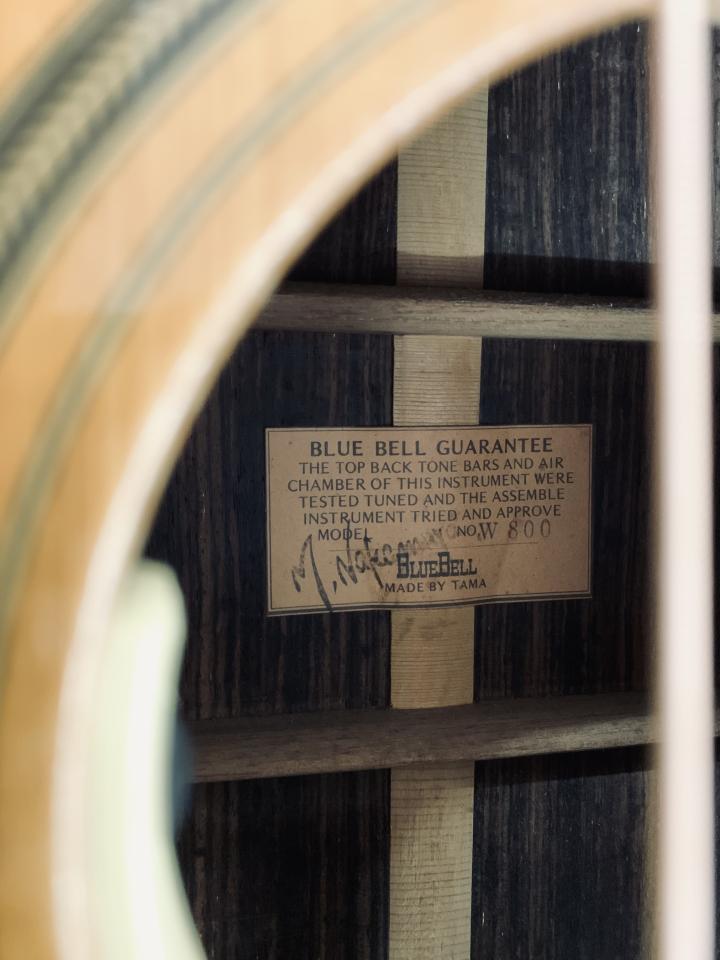 BLUE BELL GUARANTEE
THE TOP BACK TONE BARS AND AIR
CHAMBER OF THIS INSTRUMENT WERE
TESTED TUNED AND THE ASSEMBLE
INSTRUMENT TRIED AND APPROVE
MODEL NO W 800
BLUEBELL
MADE BY TAMA